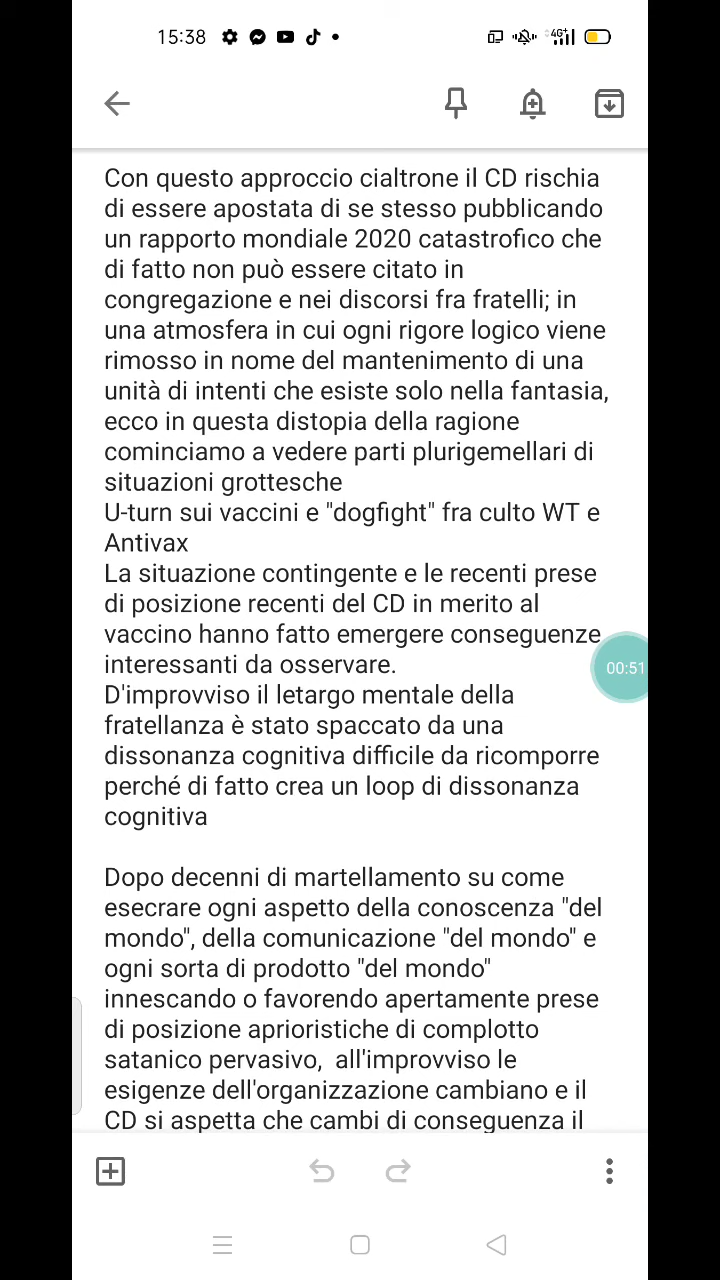 15:38
4G+
Con questo approccio cialtrone il CD rischia
di essere apostata di se stesso pubblicando
un rapporto mondiale 2020 catastrofico che
di fatto non può essere citato in
congregazione e nei discorsi fra fratelli; in
una atmosfera in cui ogni rigore logico viene
rimosso in nome del mantenimento di una
unità di intenti che esiste solo nella fantasia,
ecco in questa distopia della ragione
cominciamo a vedere parti plurigemellari di
situazioni grottesche
U-turn sui vaccini e "dogfight" fra culto WT e
Antivax
La situazione contingente e le recenti prese
di posizione recenti del CD in merito al
vaccino hanno fatto emergere conseguenze
interessanti da osservare.
00:51
D'improvviso il letargo mentale della
fratellanza è stato spaccato da una
dissonanza cognitiva difficile da ricomporre
perché di fatto crea un loop di dissonanza
cognitiva
Dopo decenni di martellamento su come
esecrare ogni aspetto della conoscenza "del
mondo", della comunicazione "del mondo" e
ogni sorta di prodotto "del mondo"
innescando o favorendo apertamente prese
di posizione aprioristiche di complotto
satanico pervasivo,  all'improvviso le
esigenze dell'organizzazione cambiano e il
CD si aspetta che cambi di conseguenza il